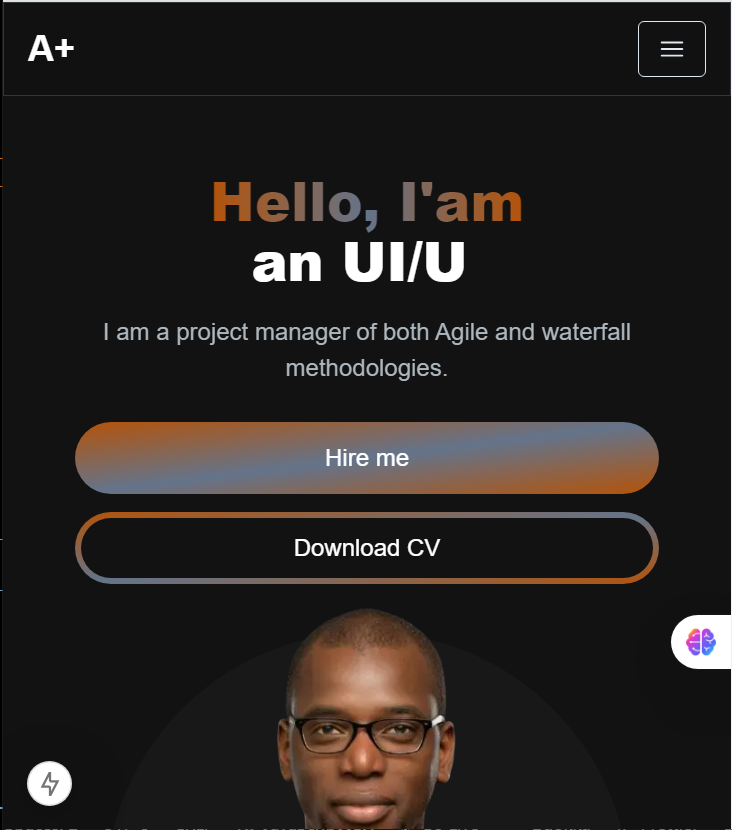 A+
Hello, I'am
an UI/U
I am a project manager of both Agile and waterfall
methodologies.
Hire me
Download CV